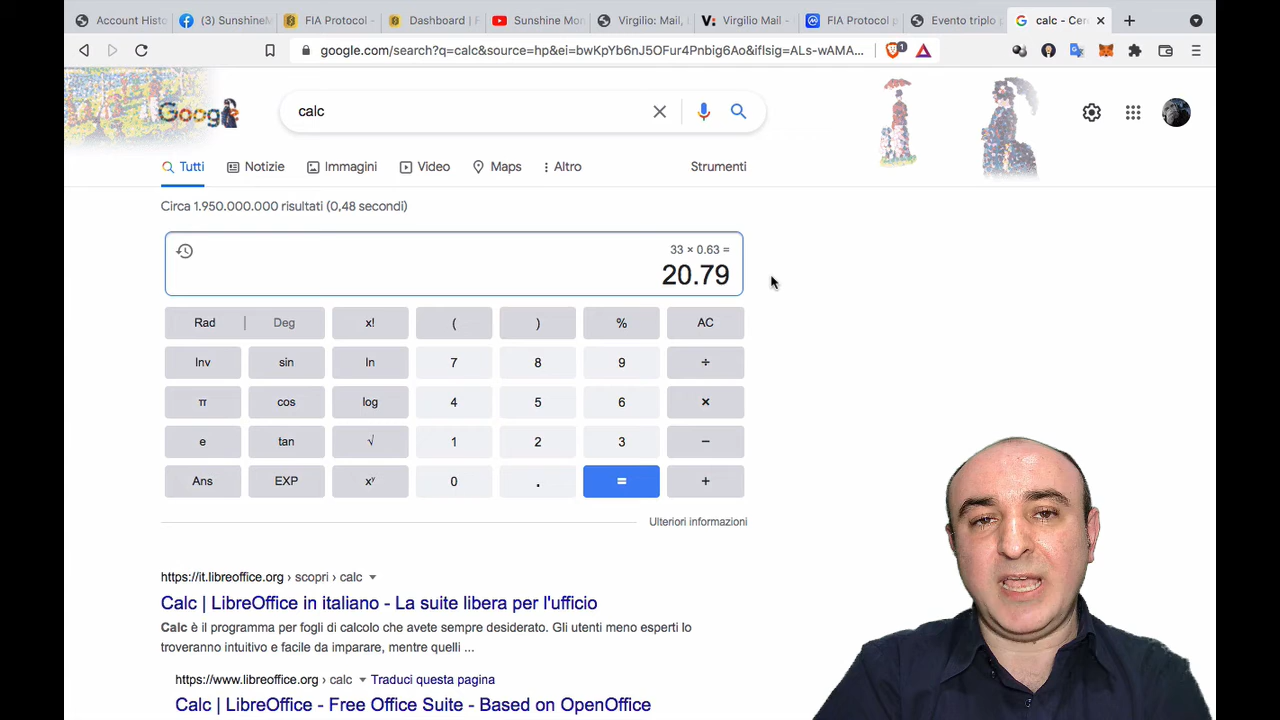 Account Histo
(3) SunshineM
FIA Protocol -
Dashboard | F
Sunshine Mon
Virgilio: Mail,
Virgilio Mail -
FIA Protocol p
Evento triplo
calc - Cer
google.com/search?q=calc&source=hp&ei=bwKpYb6nJ5OFur4Pnbig6Ao&iflsig=ALs-wAMA...
1
Google
calc
Tutti
Notizie
Immagini
Video
Maps
Altro
Strumenti
Circa 1.950.000.000 risultati (0,48 secondi)
33 × 0.63 =
20.79
Rad | Deg x! ( ) % AC
Inv sin ln 7 8 9 ÷
π cos log 4 5 6 ×
e tan √ 1 2 3 −
Ans EXP xʸ 0 . = +
Ulteriori informazioni
https://it.libreoffice.org › scopri › calc
Calc | LibreOffice in italiano - La suite libera per l'ufficio
Calc è il programma per fogli di calcolo che avete sempre desiderato. Gli utenti meno esperti lo
troveranno intuitivo e facile da imparare, mentre quelli ...
https://www.libreoffice.org › calc Traduci questa pagina
Calc | LibreOffice - Free Office Suite - Based on OpenOffice